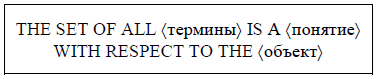 THE SET OF ALL ⟨термины⟩ IS A ⟨понятие⟩
WITH RESPECT TO THE ⟨объект⟩